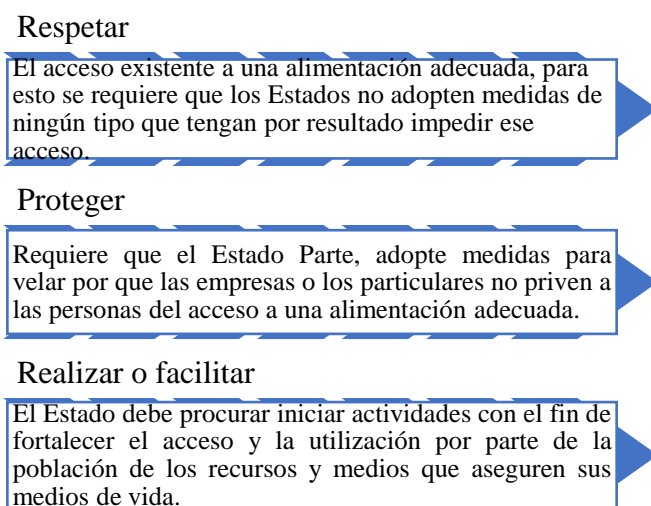 Respetar
El acceso existente a una alimentación adecuada, para
esto se requiere que los Estados no adopten medidas de
ningún tipo que tengan por resultado impedir ese
acceso.
Proteger
Requiere que el Estado Parte, adopte medidas para
velar por que las empresas o los particulares no priven a
las personas del acceso a una alimentación adecuada.
Realizar o facilitar
El Estado debe procurar iniciar actividades con el fin de
fortalecer el acceso y la utilización por parte de la
población de los recursos y medios que aseguren sus
medios de vida.